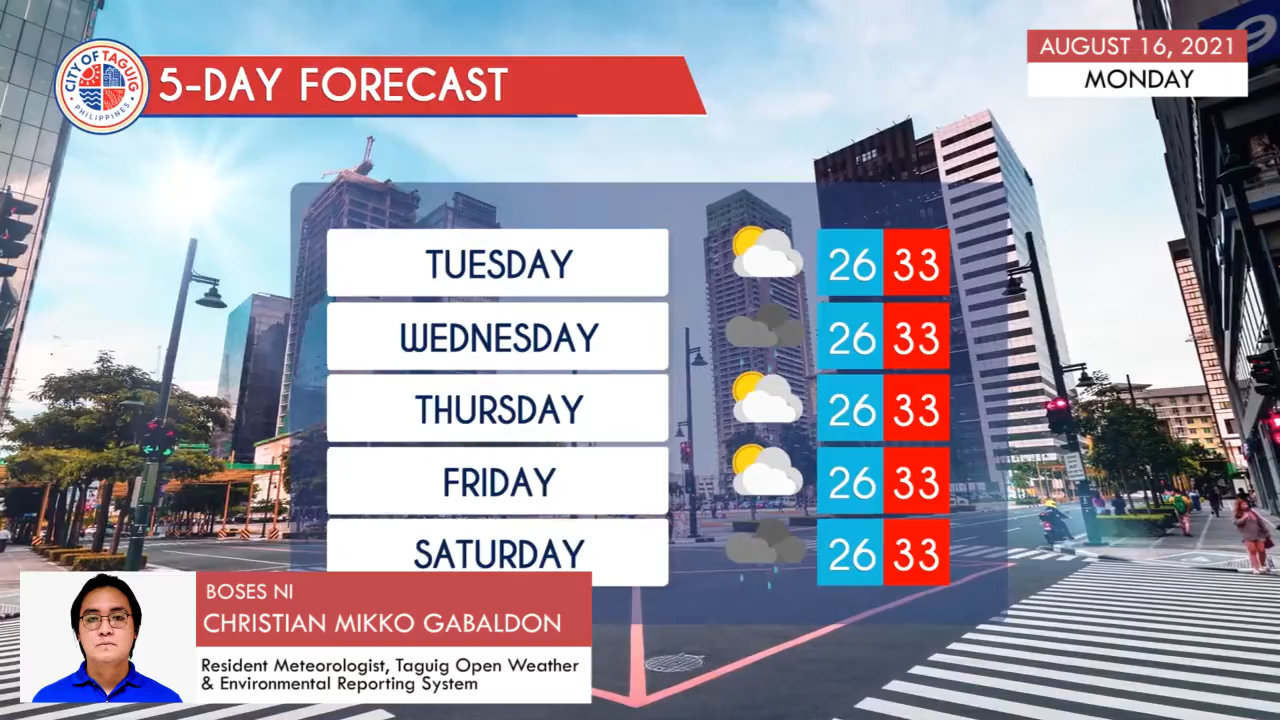 CITY OF TAGUIG
PHILIPPINES
5-DAY FORECAST
AUGUST 16, 2021
MONDAY
TUESDAY 26 33
WEDNESDAY 26 33
THURSDAY 26 33
FRIDAY 26 33
SATURDAY 26 33
BOSES NI
CHRISTIAN MIKKO GABALDON
Resident Meteorologist, Taguig Open Weather
& Environmental Reporting System